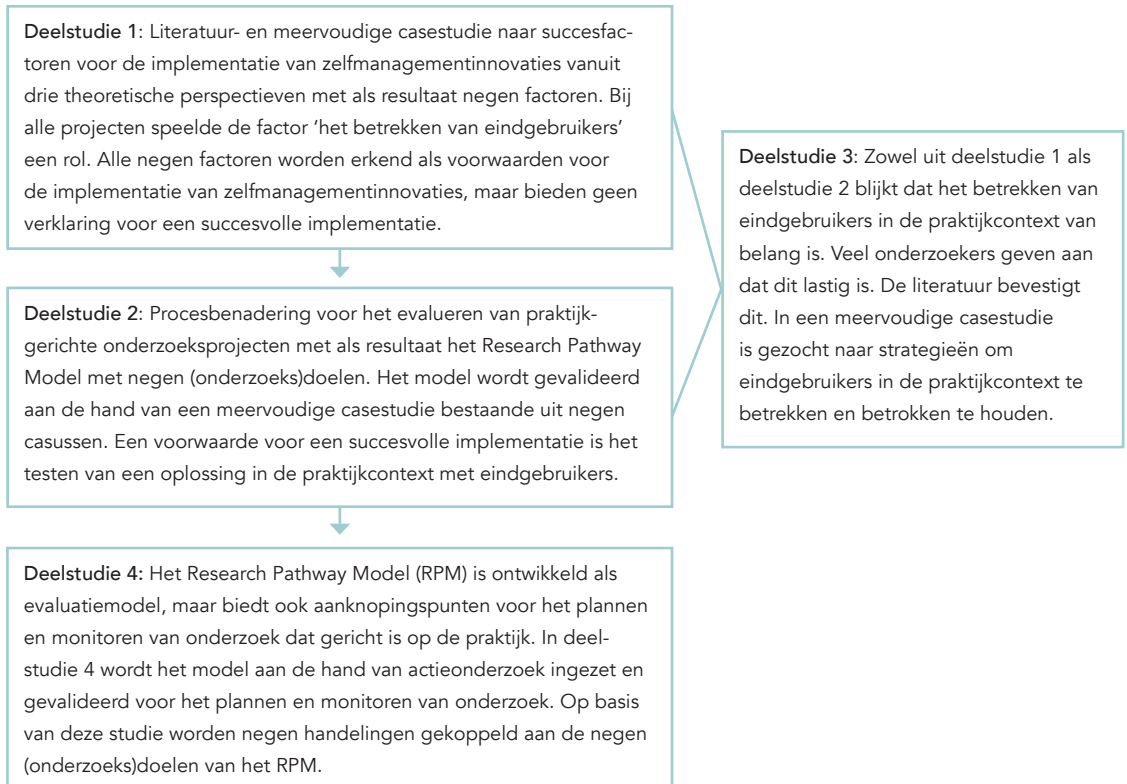 Deelstudie 1: Literatuur- en meervoudige casestudie naar succesfac-
toren voor de implementatie van zelfmanagementinnovaties vanuit
drie theoretische perspectieven met als resultaat negen factoren. Bij
alle projecten speelde de factor ‘het betrekken van eindgebruikers’
een rol. Alle negen factoren worden erkend als voorwaarden voor
de implementatie van zelfmanagementinnovaties, maar bieden geen
verklaring voor een succesvolle implementatie.
Deelstudie 2: Procesbenadering voor het evalueren van praktijk-
gerichte onderzoeksprojecten met als resultaat het Research Pathway
Model met negen (onderzoeks)doelen. Het model wordt gevalideerd
aan de hand van een meervoudige casestudie bestaande uit negen
casussen. Een voorwaarde voor een succesvolle implementatie is het
testen van een oplossing in de praktijkcontext met eindgebruikers.
Deelstudie 3: Zowel uit deelstudie 1 als
deelstudie 2 blijkt dat het betrekken van
eindgebruikers in de praktijkcontext van
belang is. Veel onderzoekers geven aan
dat dit lastig is. De literatuur bevestigt
dit. In een meervoudige casestudie
is gezocht naar strategieën om
eindgebruikers in de praktijkcontext te
betrekken en betrokken te houden.
Deelstudie 4: Het Research Pathway Model (RPM) is ontwikkeld als
evaluatiemodel, maar biedt ook aanknopingspunten voor het plannen
en monitoren van onderzoek dat gericht is op de praktijk. In deel-
studie 4 wordt het model aan de hand van actieonderzoek ingezet en
gevalideerd voor het plannen en monitoren van onderzoek. Op basis
van deze studie worden negen handelingen gekoppeld aan de negen
(onderzoeks)doelen van het RPM.